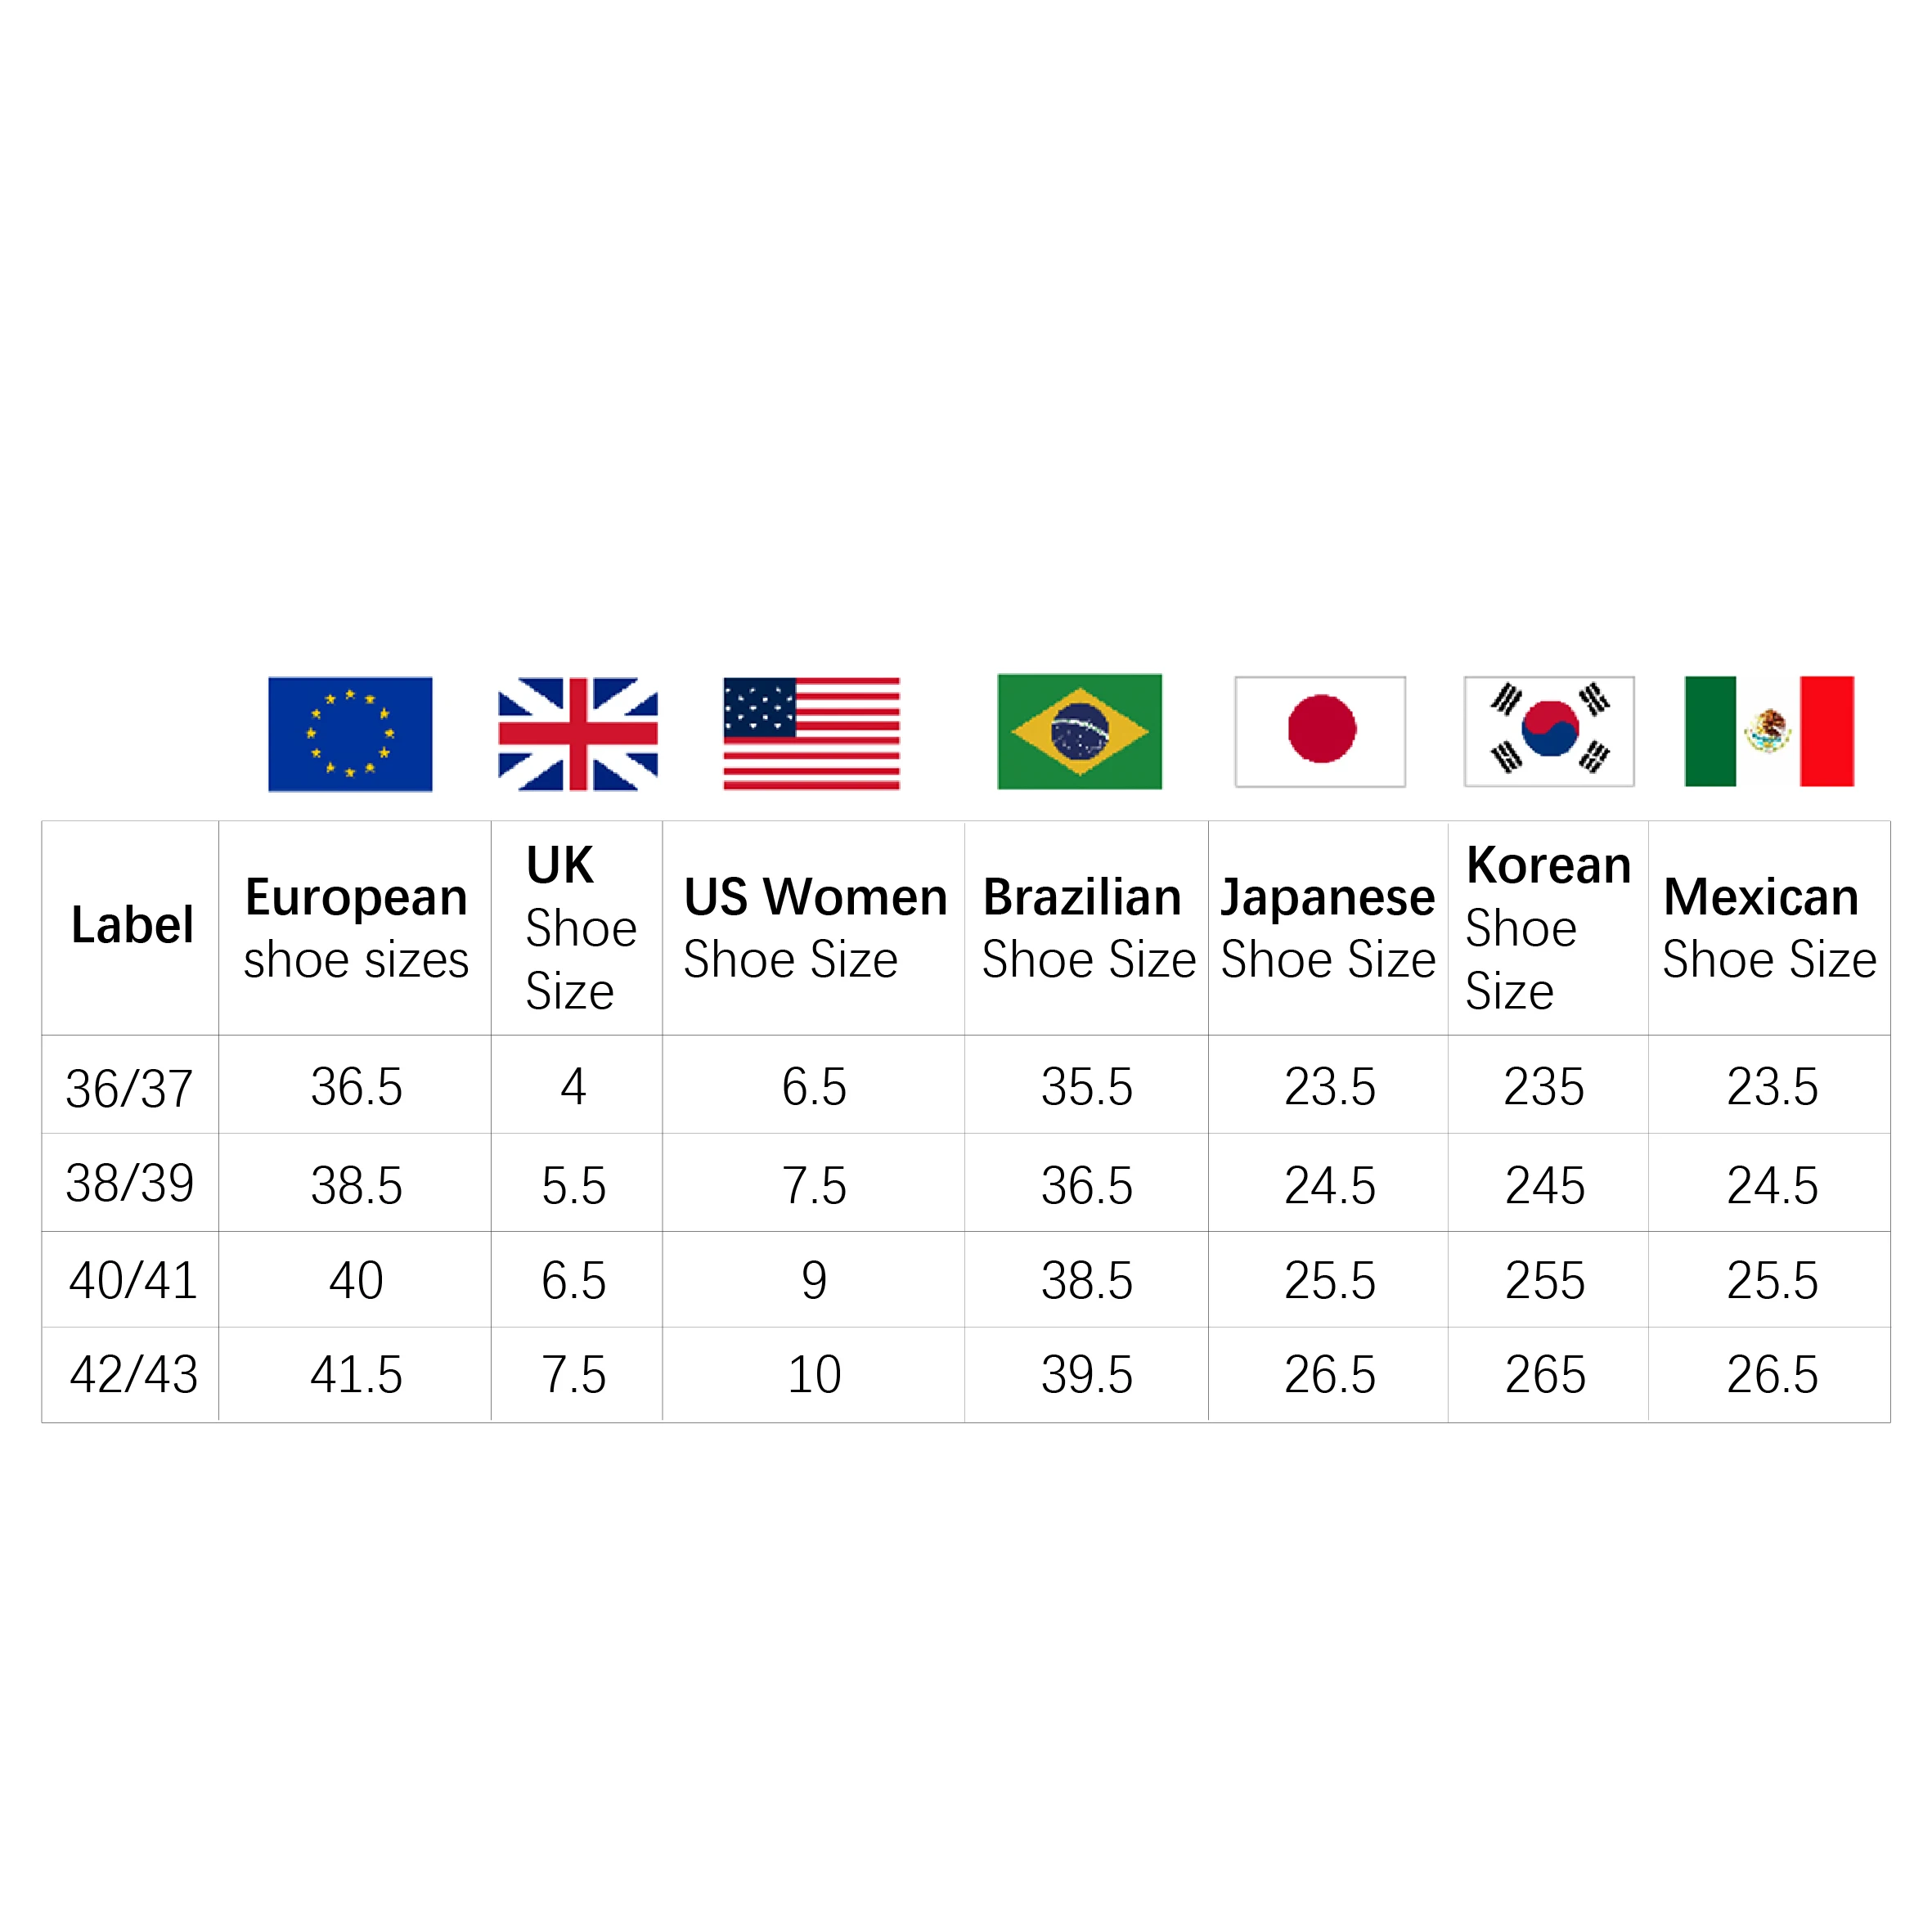 Label
European
shoe sizes
UK
Shoe
Size
US Women
Shoe Size
Brazilian
Shoe Size
Japanese
Shoe Size
Korean
Shoe
Size
Mexican
Shoe Size
36/37 36.5 4 6.5 35.5 23.5 235 23.5
38/39 38.5 5.5 7.5 36.5 24.5 245 24.5
40/41 40 6.5 9 38.5 25.5 255 25.5
42/43 41.5 7.5 10 39.5 26.5 265 26.5